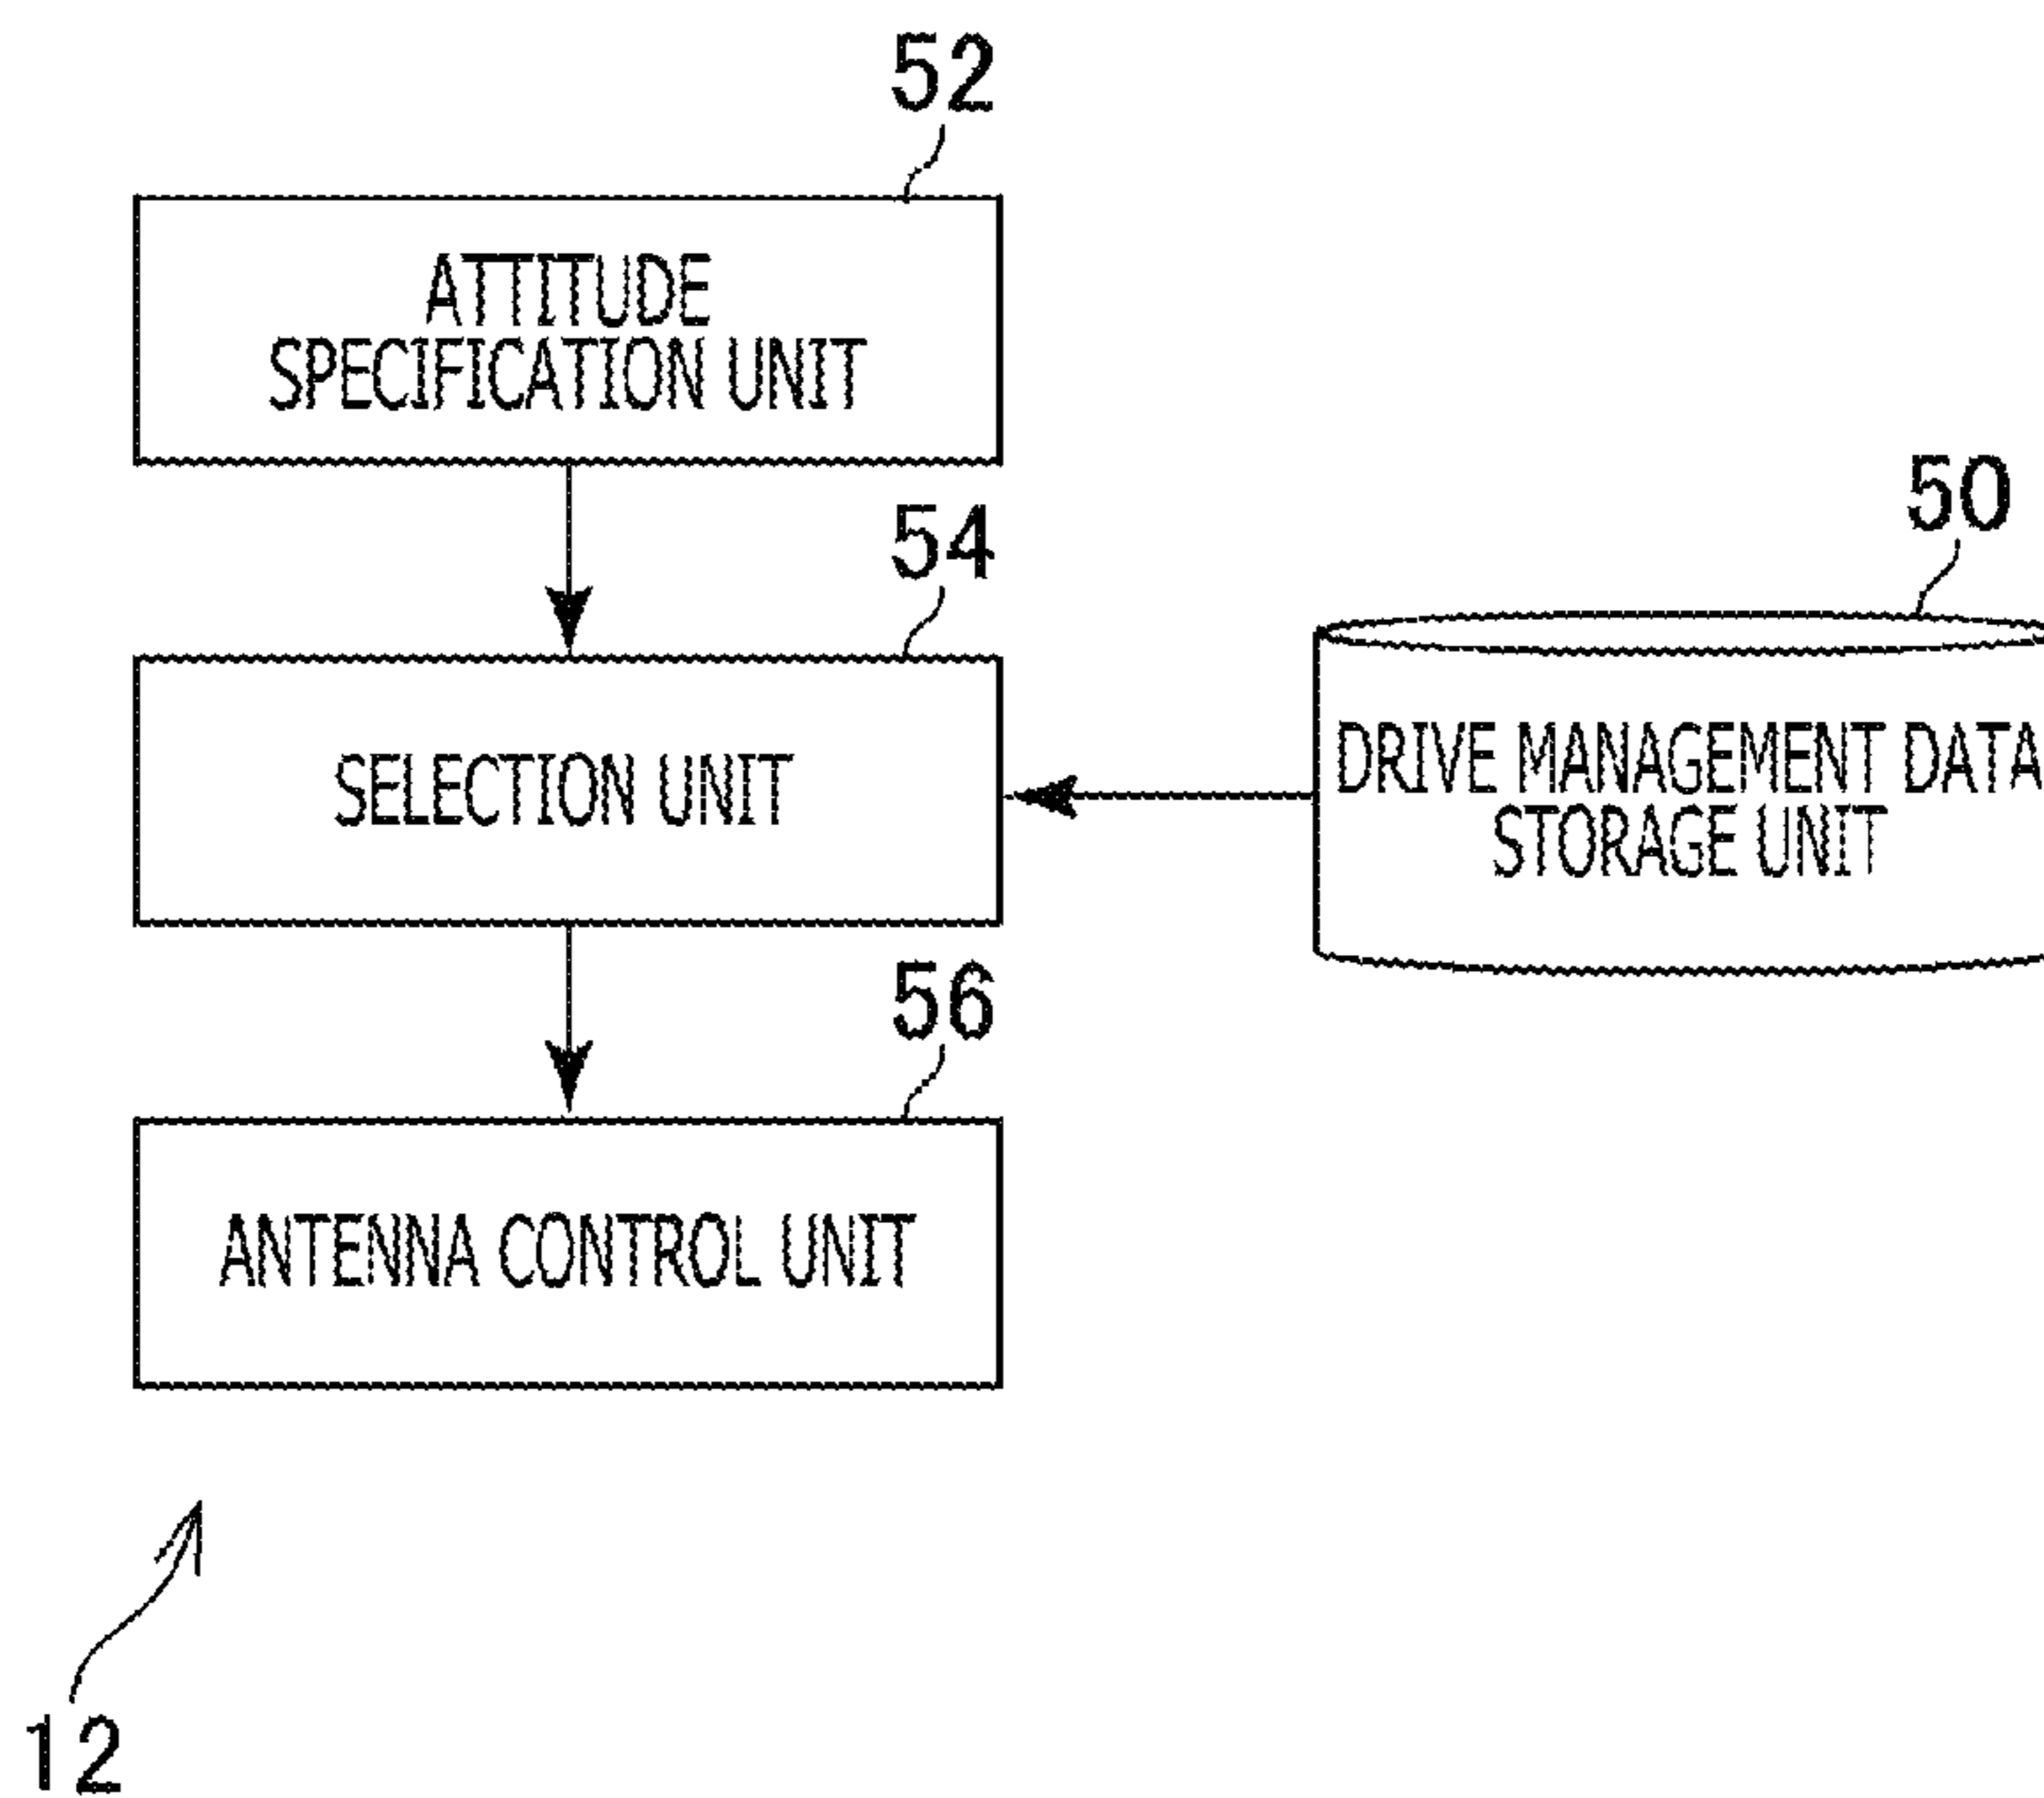 52
ATTITUDE
SPECIFICATION UNIT
54
SELECTION UNIT
50
DRIVE MANAGEMENT DATA
STORAGE UNIT
56
ANTENNA CONTROL UNIT
12